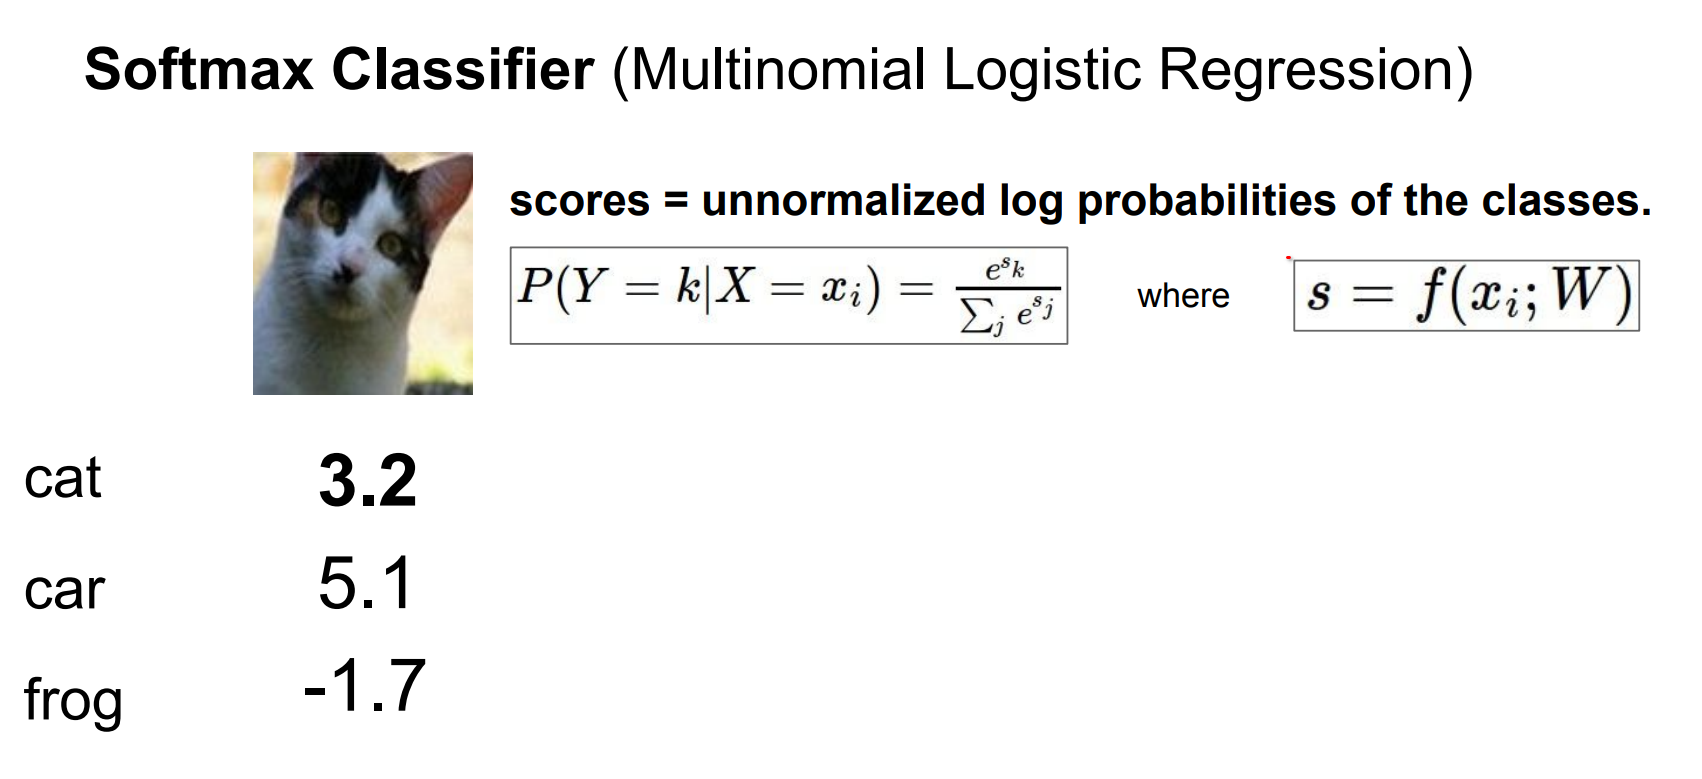 Softmax Classifier (Multinomial Logistic Regression)
scores = unnormalized log probabilities of the classes.
P(Y = k|X = x_i) = \frac{e^{s_k}}{\sum_j e^{s_j}} where s = f(x_i; W)
cat 3.2
car 5.1
frog -1.7